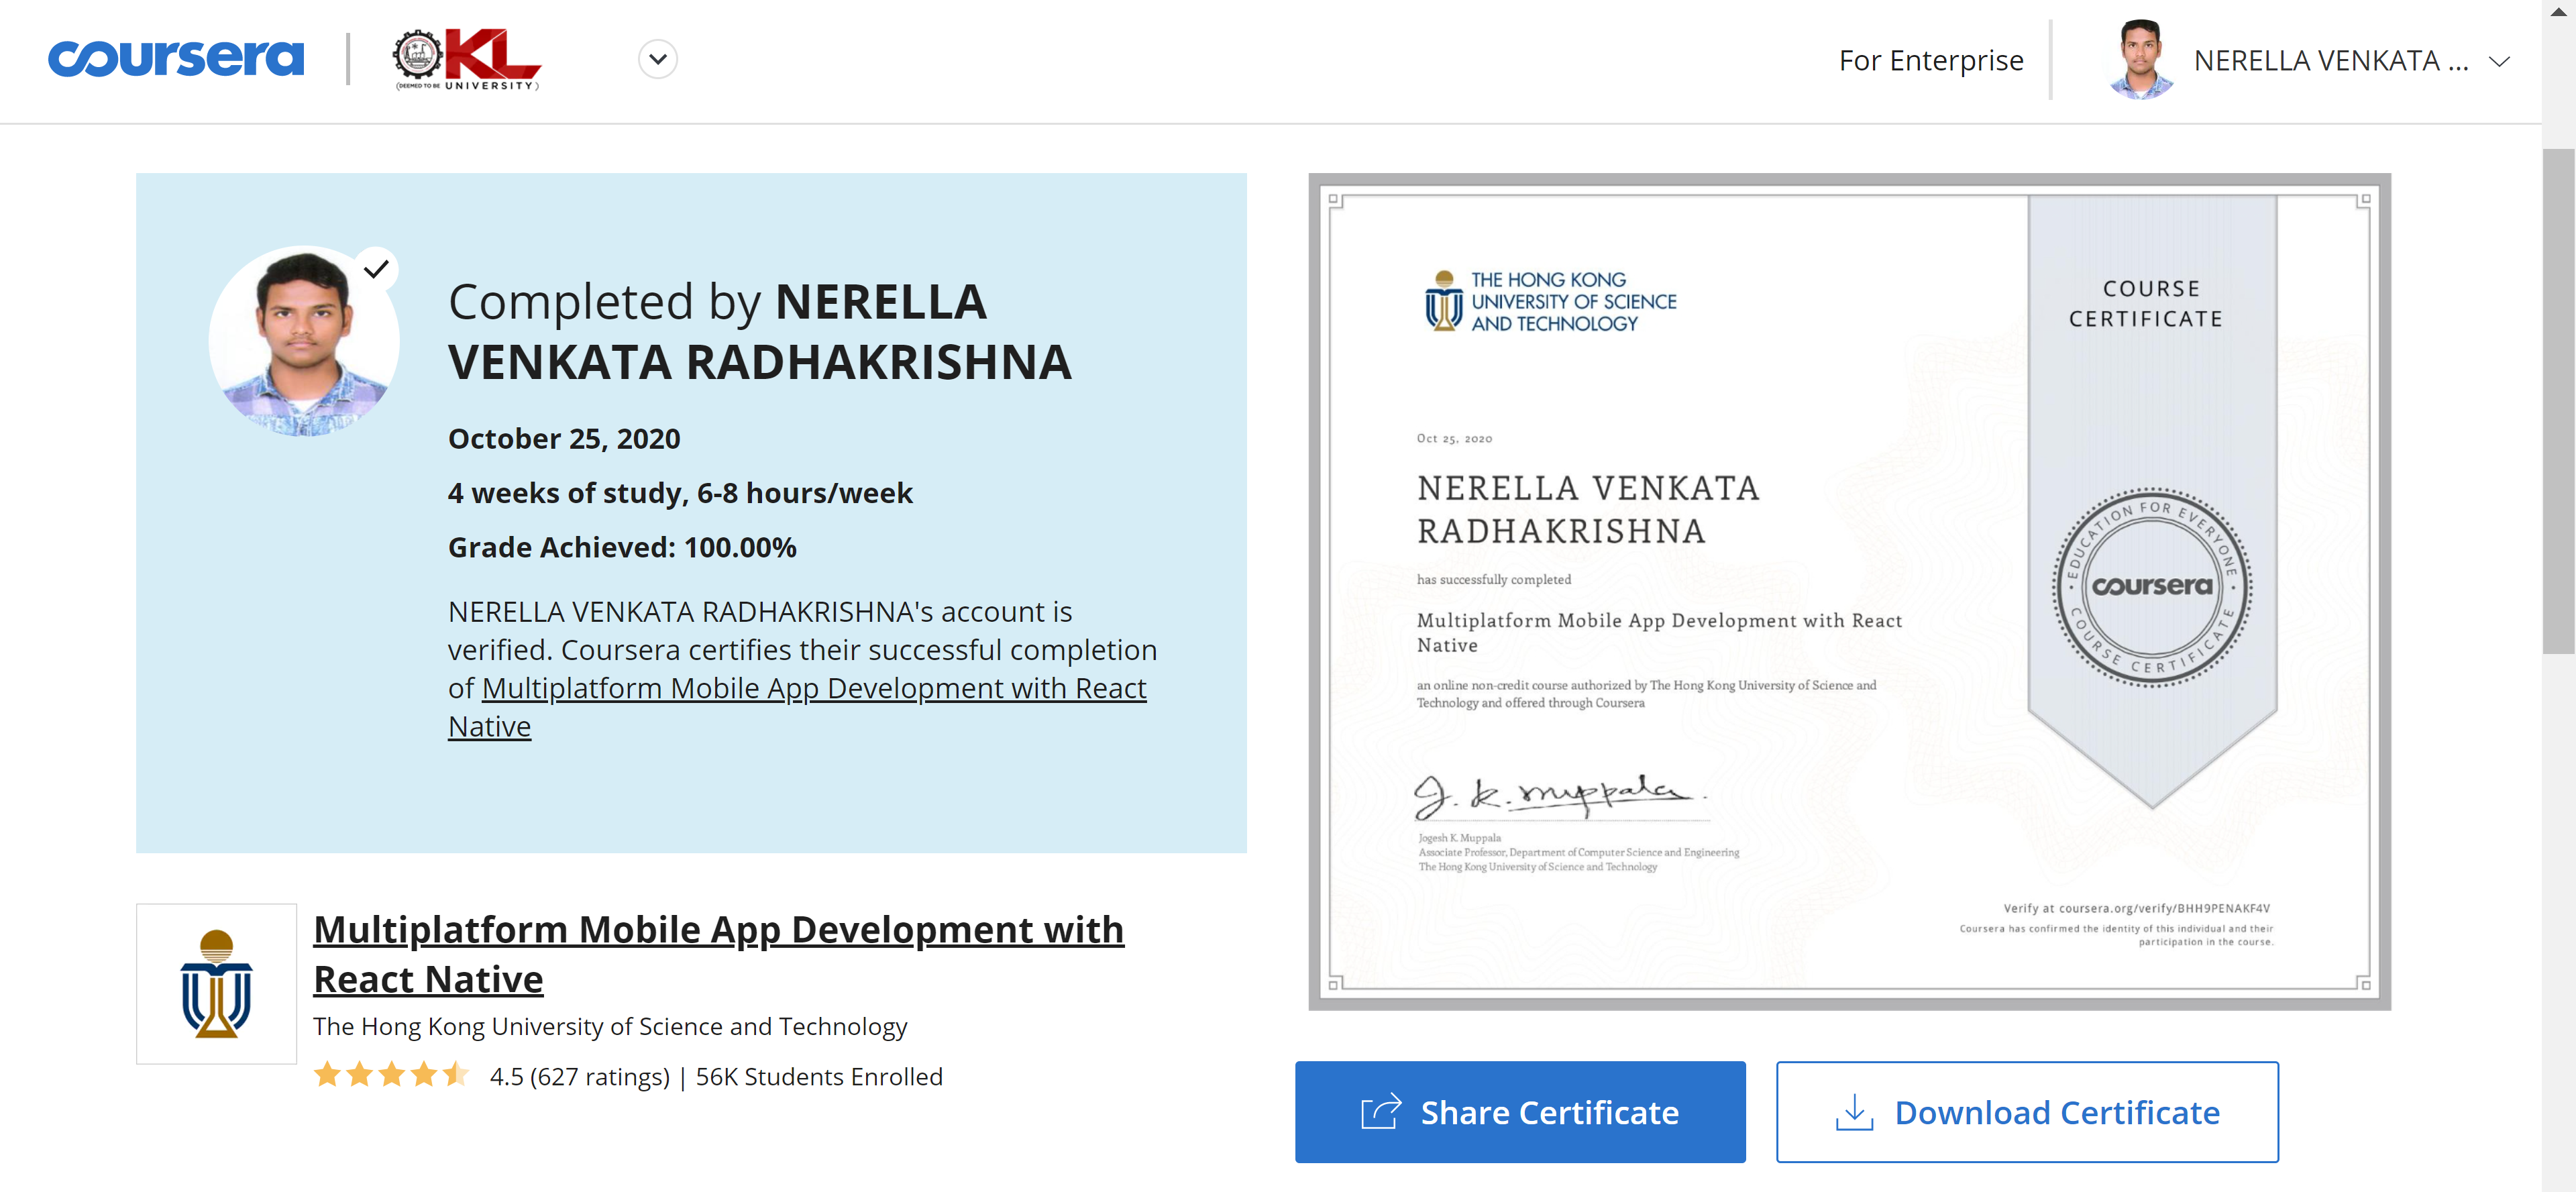 coursera
KL
(DEEMED TO BE UNIVERSITY)
For Enterprise
NERELLA VENKATA ...
Completed by NERELLA
VENKATA RADHAKRISHNA
October 25, 2020
4 weeks of study, 6-8 hours/week
Grade Achieved: 100.00%
NERELLA VENKATA RADHAKRISHNA's account is
verified. Coursera certifies their successful completion
of Multiplatform Mobile App Development with React
Native
Multiplatform Mobile App Development with
React Native
The Hong Kong University of Science and Technology
4.5 (627 ratings) | 56K Students Enrolled
THE HONG KONG
UNIVERSITY OF SCIENCE
AND TECHNOLOGY
Oct 25, 2020
NERELLA VENKATA
RADHAKRISHNA
has successfully completed
Multiplatform Mobile App Development with React
Native
an online non-credit course authorized by The Hong Kong University of Science and
Technology and offered through Coursera
J. K. Muppala
Jogesh K. Muppala
Associate Professor, Department of Computer Science and Engineering
The Hong Kong University of Science and Technology
COURSE
CERTIFICATE
EDUCATION FOR EVERYONE
coursera
COURSE CERTIFICATE
Verify at coursera.org/verify/BHH9PENAKF4V
Coursera has confirmed the identity of this individual and their
participation in the course.
Share Certificate
Download Certificate